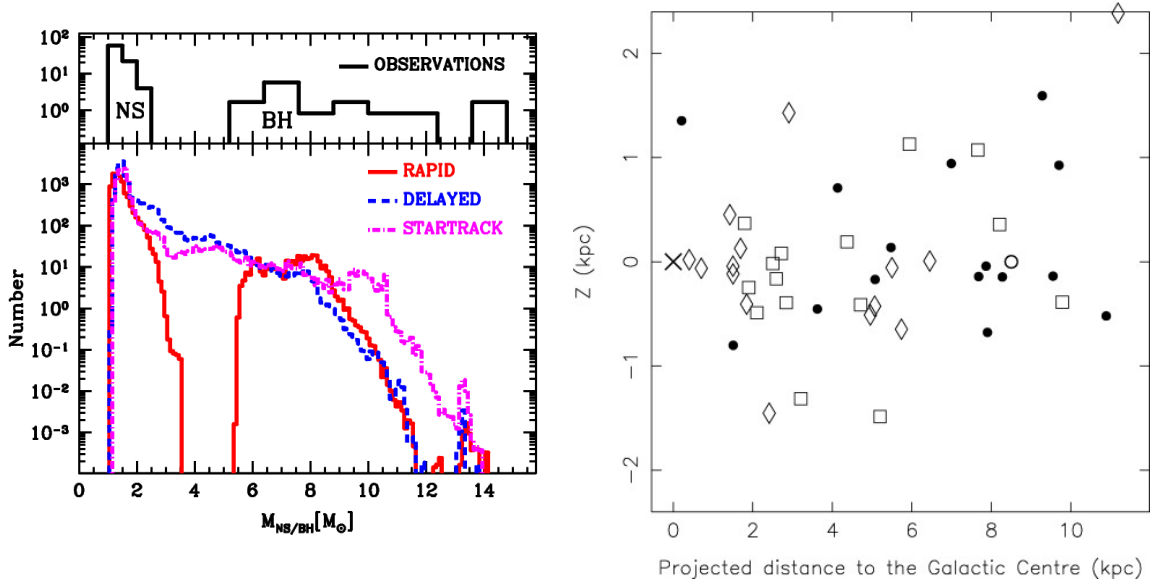 10²
10¹
10⁰
OBSERVATIONS
NS
BH
10³
10²
10¹
10⁰
10⁻¹
10⁻²
10⁻³
Number
RAPID
DELAYED
STARTRACK
0 2 4 6 8 10 12 14
M_NS/BH[M_⊙]
2
1
0
−1
−2
Z (kpc)
0 2 4 6 8 10
Projected distance to the Galactic Centre (kpc)